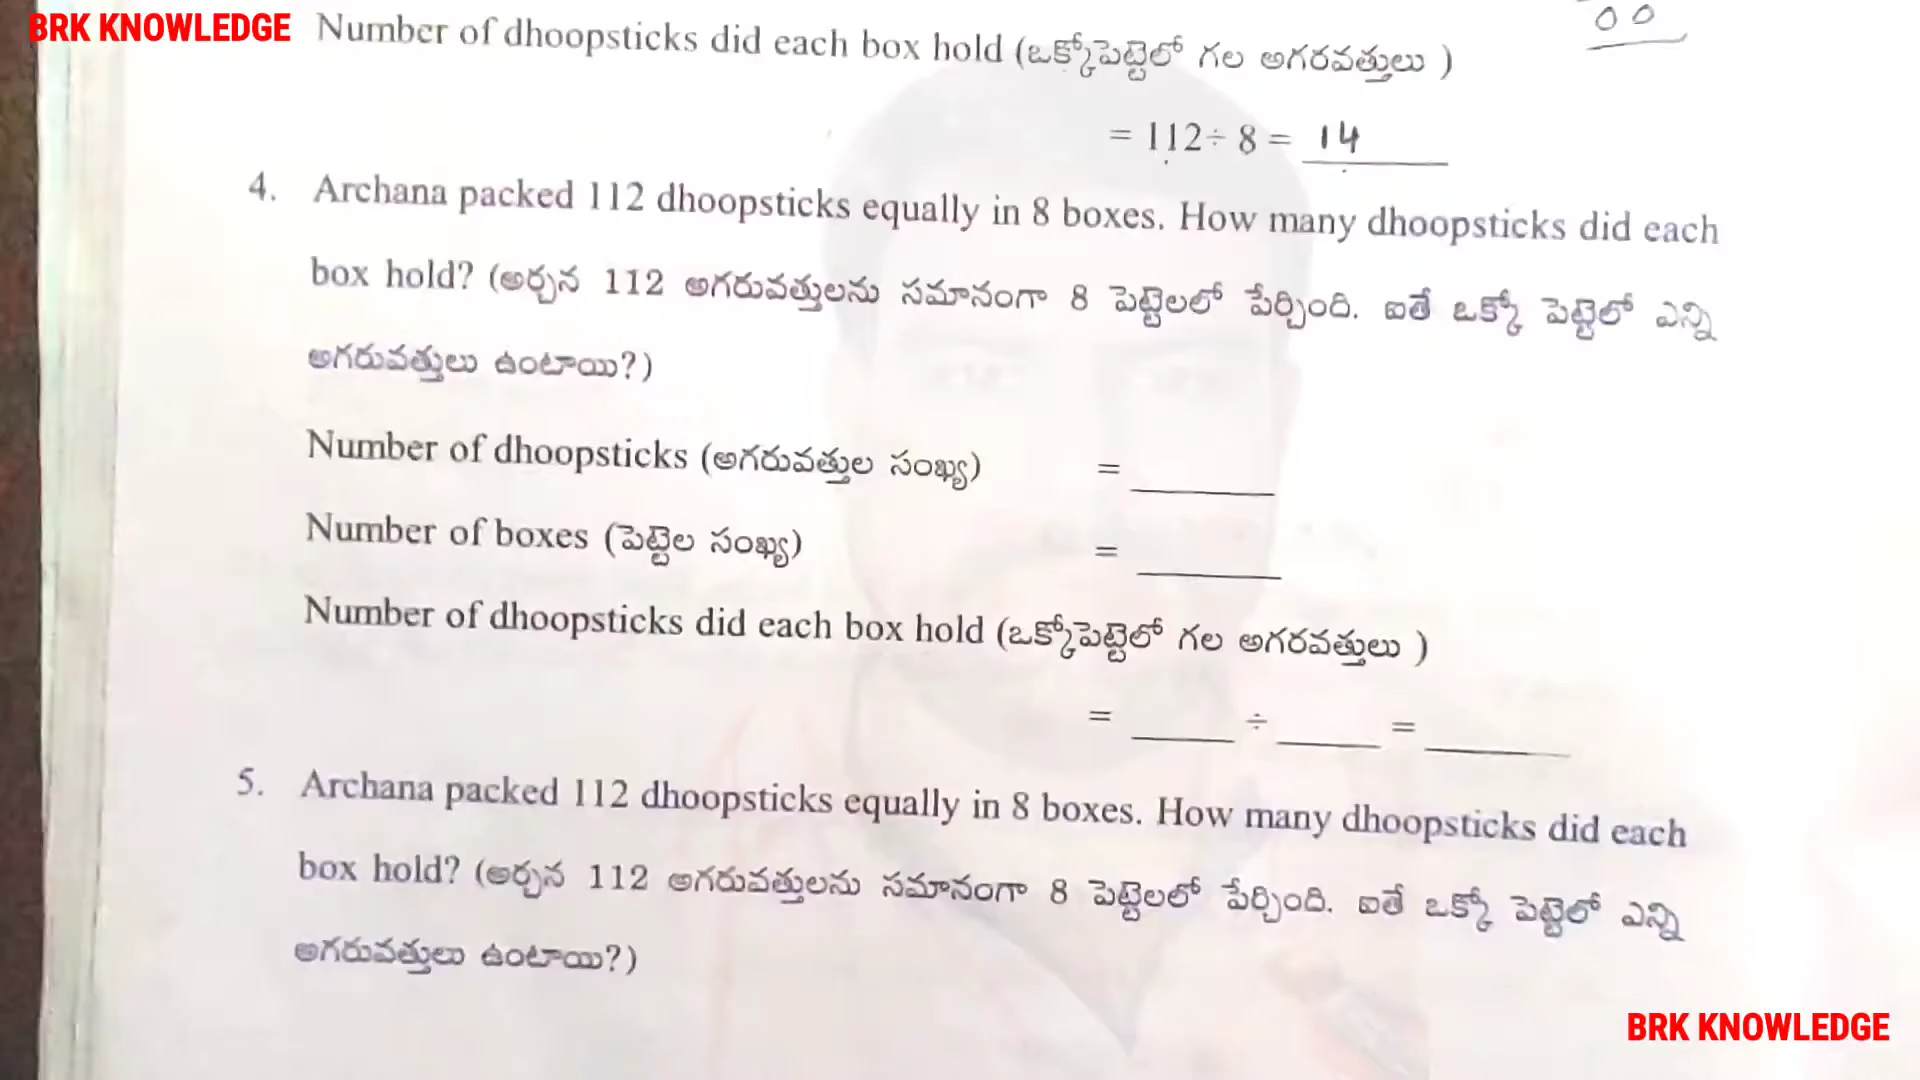 BRK KNOWLEDGE
Number of dhoopsticks did each box hold (ఒక్కోపెట్టెలో గల అగరవత్తులు )
00
= 112÷ 8 = 14
4. Archana packed 112 dhoopsticks equally in 8 boxes. How many dhoopsticks did each
box hold? (అర్చన 112 అగరువత్తులను సమానంగా 8 పెట్టెలలో పేర్చింది. ఐతే ఒక్కో పెట్టెలో ఎన్ని
అగరువత్తులు ఉంటాయి?)
Number of dhoopsticks (అగరువత్తుల సంఖ్య) = ______
Number of boxes (పెట్టెల సంఖ్య) = ______
Number of dhoopsticks did each box hold (ఒక్కోపెట్టెలో గల అగరవత్తులు )
= ____ ÷ ____ = ______
5. Archana packed 112 dhoopsticks equally in 8 boxes. How many dhoopsticks did each
box hold? (అర్చన 112 అగరువత్తులను సమానంగా 8 పెట్టెలలో పేర్చింది. ఐతే ఒక్కో పెట్టెలో ఎన్ని
అగరువత్తులు ఉంటాయి?)
BRK KNOWLEDGE